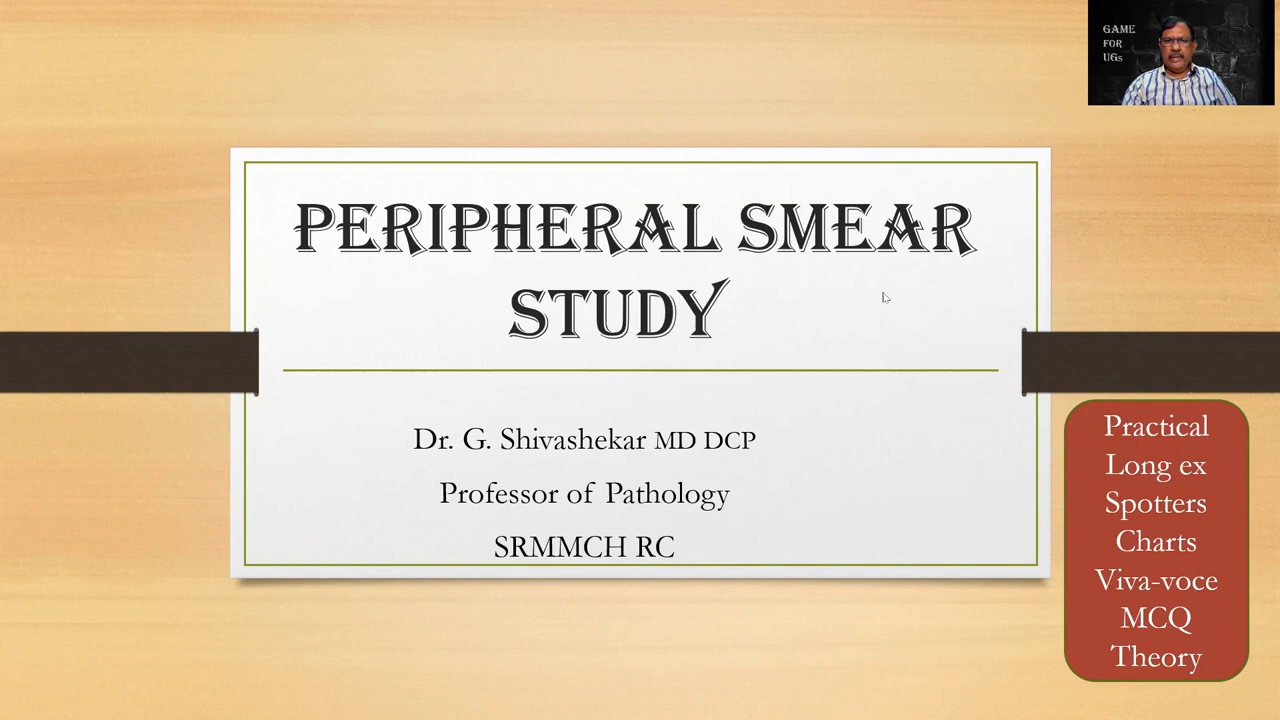 GAME
FOR
UGs
PERIPHERAL SMEAR
STUDY
Dr. G. Shivashekar MD DCP
Professor of Pathology
SRMMCH RC
Practical
Long ex
Spotters
Charts
Viva-voce
MCQ
Theory